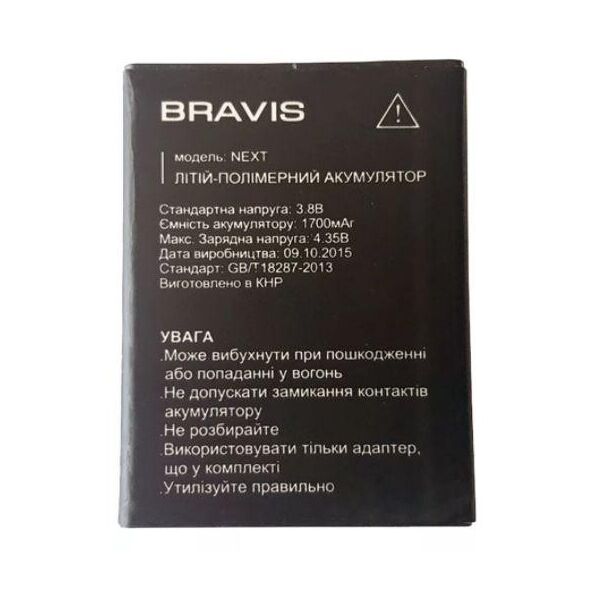 BRAVIS
модель: NEXT
ЛІТІЙ-ПОЛІМЕРНИЙ АКУМУЛЯТОР
Стандартна напруга: 3.8В
Ємність акумулятору: 1700мАг
Макс. Зарядна напруга: 4.35В
Дата виробництва: 09.10.2015
Стандарт: GB/T18287-2013
Виготовлено в КНР
УВАГА
.Може вибухнути при пошкодженні
або попаданні у вогонь
.Не допускати замикання контактів
акумулятору
.Не розбирайте
.Використовувати тільки адаптер,
що у комплекті
.Утилізуйте правильно